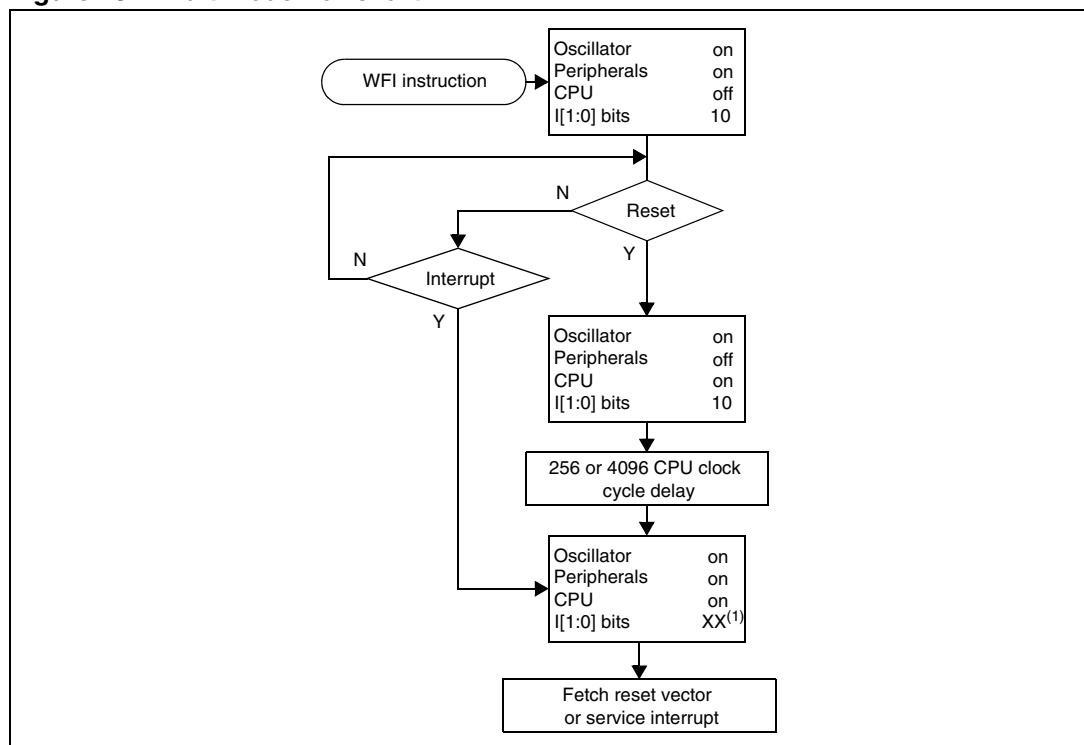 WFI instruction
Oscillator on
Peripherals on
CPU off
I[1:0] bits 10
N
Reset
N
Interrupt
Y
Y
Oscillator on
Peripherals off
CPU on
I[1:0] bits 10
256 or 4096 CPU clock
cycle delay
Oscillator on
Peripherals on
CPU on
I[1:0] bits XX(1)
Fetch reset vector
or service interrupt